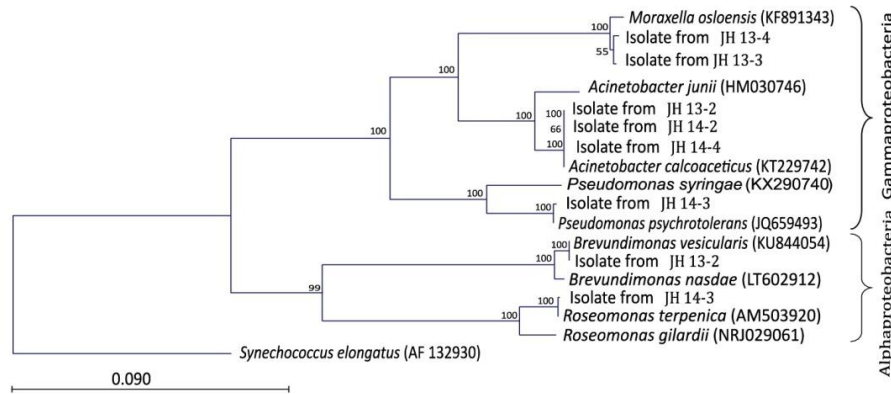 100
Moraxella osloensis (KF891343)
Isolate from JH 13-4
55
Isolate from JH 13-3
100
Acinetobacter junii (HM030746)
100
100
Isolate from JH 13-2
66
Isolate from JH 14-2
100
Isolate from JH 14-4
Acinetobacter calcoaceticus (KT229742)
100
Pseudomonas syringae (KX290740)
100
100
Isolate from JH 14-3
Pseudomonas psychrotolerans (JQ659493)
Gammaproteobacteria
100
Brevundimonas vesicularis (KU844054)
100
Isolate from JH 13-2
Brevundimonas nasdae (LT602912)
99
100
Isolate from JH 14-3
100
Roseomonas terpenica (AM503920)
Roseomonas gilardii (NRJ029061)
Alphaproteobacteria
Synechococcus elongatus (AF 132930)
0.090